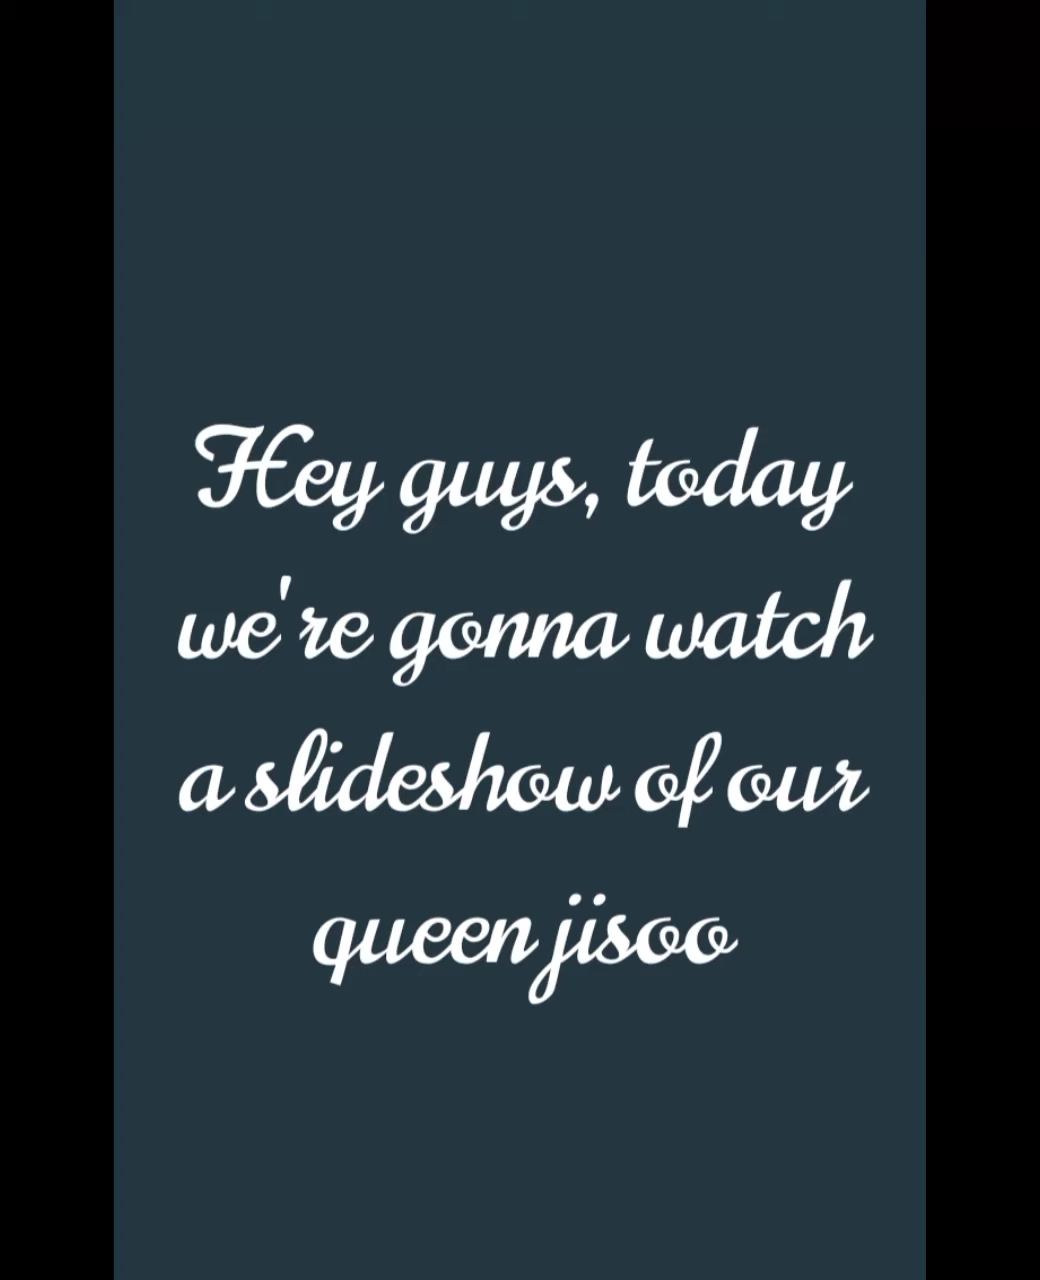 Hey guys, today
we're gonna watch
a slideshow of our
queen jisoo